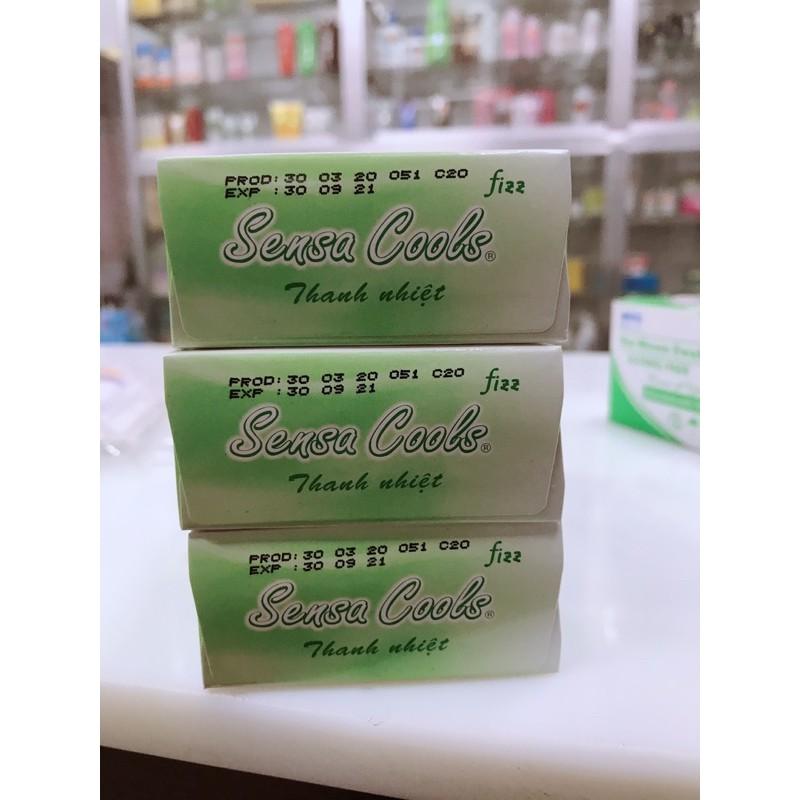 PROD: 30 03 20 051 C20
EXP : 30 09 21
fizz
Sensa Cools®
Thanh nhiệt
PROD: 30 03 20 051 C20
EXP : 30 09 21
fizz
Sensa Cools®
Thanh nhiệt
PROD: 30 03 20 051 C20
EXP : 30 09 21
fizz
Sensa Cools®
Thanh nhiệt